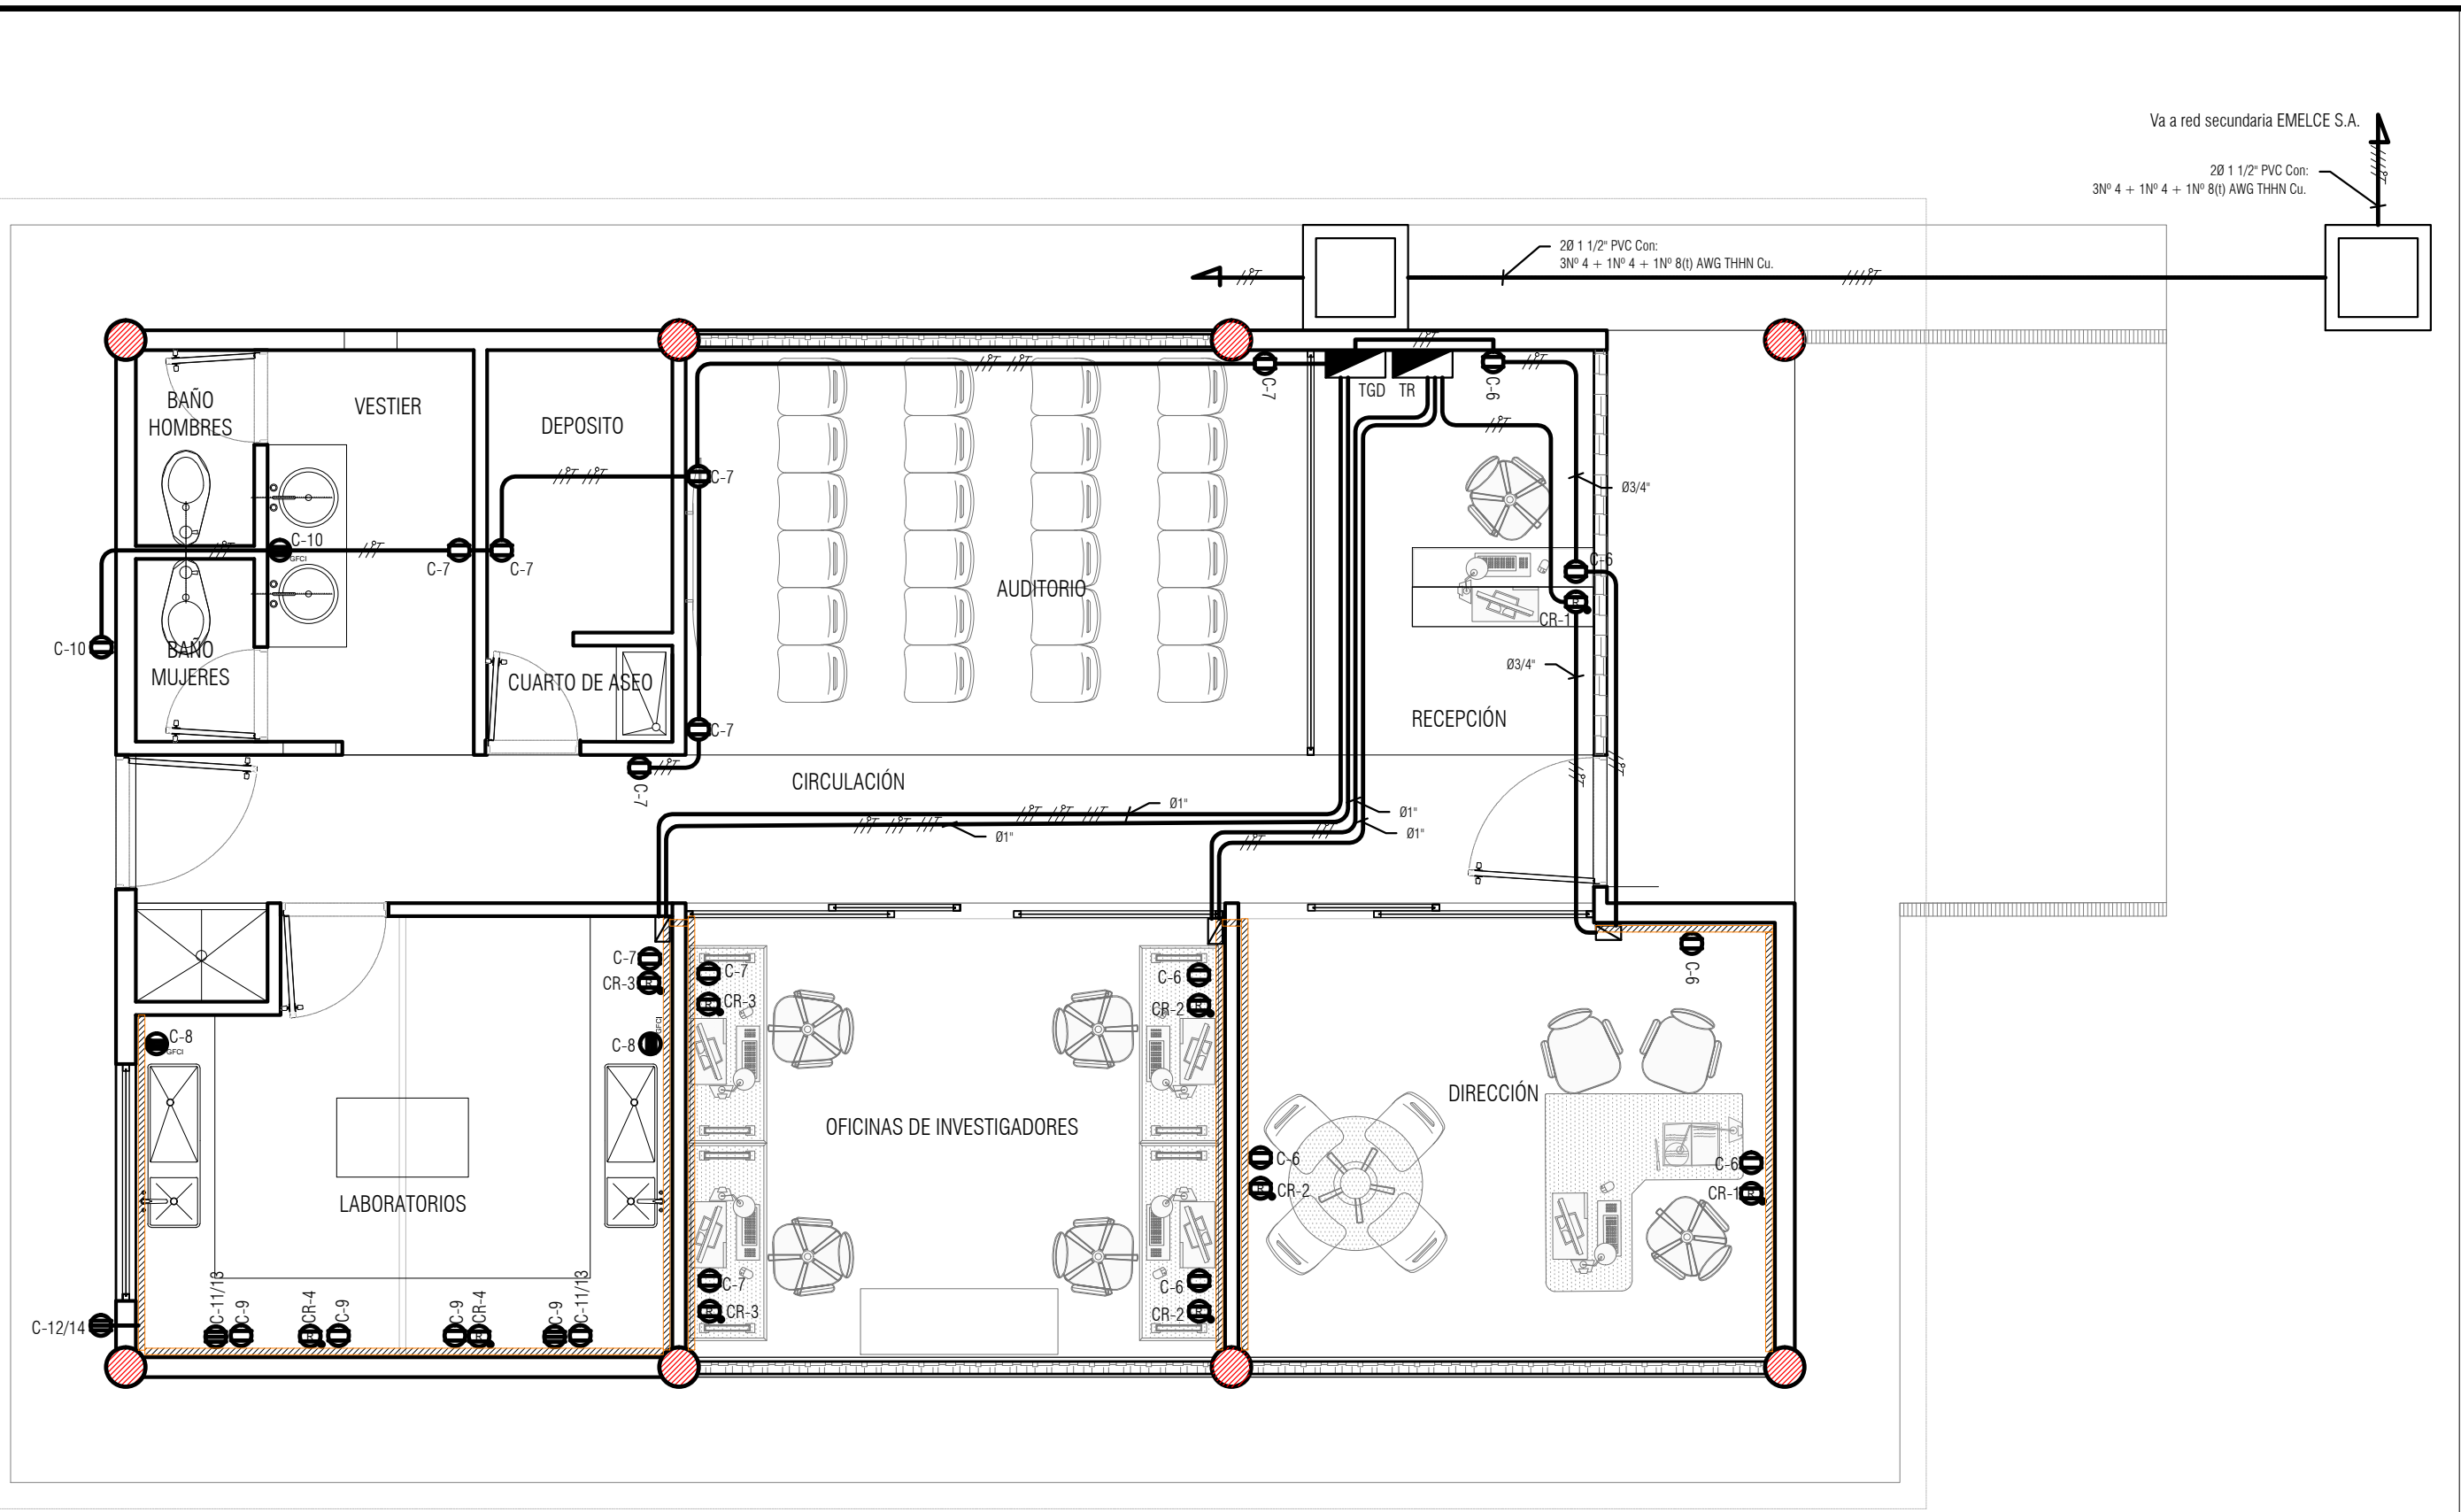 Va a red secundaria EMELCE S.A.
2Ø 1 1/2" PVC Con:
3Nº 4 + 1Nº 4 + 1Nº 8(t) AWG THHN Cu.
2Ø 1 1/2" PVC Con:
3Nº 4 + 1Nº 4 + 1Nº 8(t) AWG THHN Cu.
BAÑO
HOMBRES
VESTIER
DEPOSITO
C-7
TGD
TR
C-6
C-7
Ø3/4"
C-10
GFCI
C-7
C-7
AUDITORIO
C-6
R
CR-1
C-10
BAÑO
MUJERES
CUARTO DE ASEO
Ø3/4"
C-7
RECEPCIÓN
C-7
CIRCULACIÓN
Ø1"
Ø1"
Ø1"
Ø1"
C-7
CR-3
R
C-7
CR-3
R
C-6
CR-2
R
C-6
C-8
GFCI
C-8
GFCI
DIRECCIÓN
OFICINAS DE INVESTIGADORES
C-6
CR-2
R
C-6
CR-1
R
LABORATORIOS
C-7
CR-3
R
C-6
CR-2
R
C-12/14
C-11/13
C-9
CR-4
R
C-9
C-9
CR-4
R
C-9
C-11/13